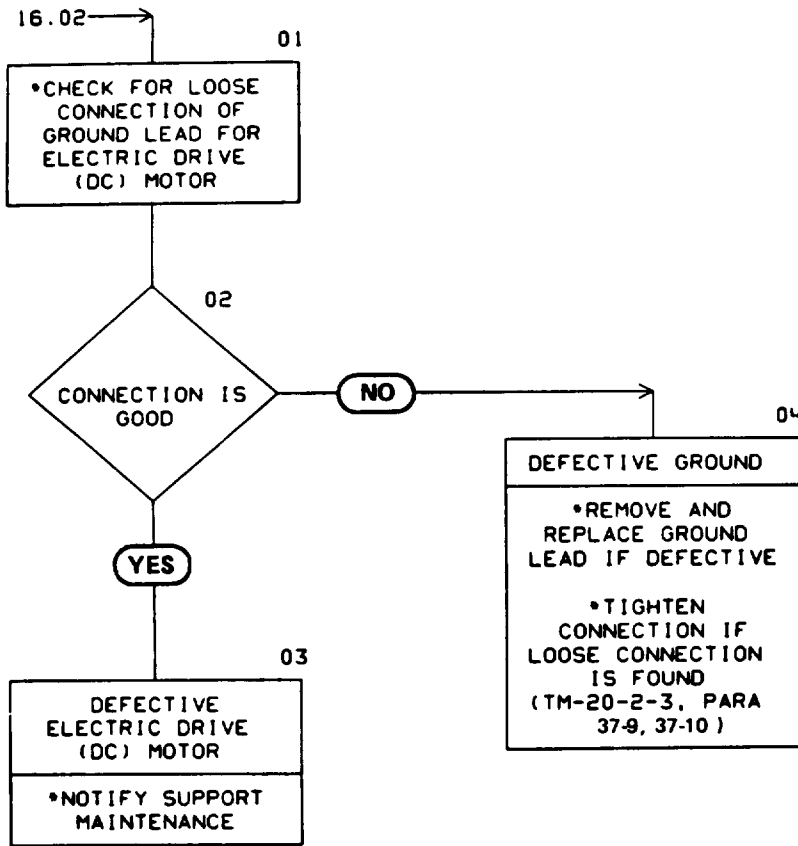 16.02
01
•CHECK FOR LOOSE
CONNECTION OF
GROUND LEAD FOR
ELECTRIC DRIVE
(DC) MOTOR
02
CONNECTION IS
GOOD
NO
YES
03
DEFECTIVE
ELECTRIC DRIVE
(DC) MOTOR
•NOTIFY SUPPORT
MAINTENANCE
04
DEFECTIVE GROUND
•REMOVE AND
REPLACE GROUND
LEAD IF DEFECTIVE
•TIGHTEN
CONNECTION IF
LOOSE CONNECTION
IS FOUND
(TM-20-2-3, PARA
37-9, 37-10 )